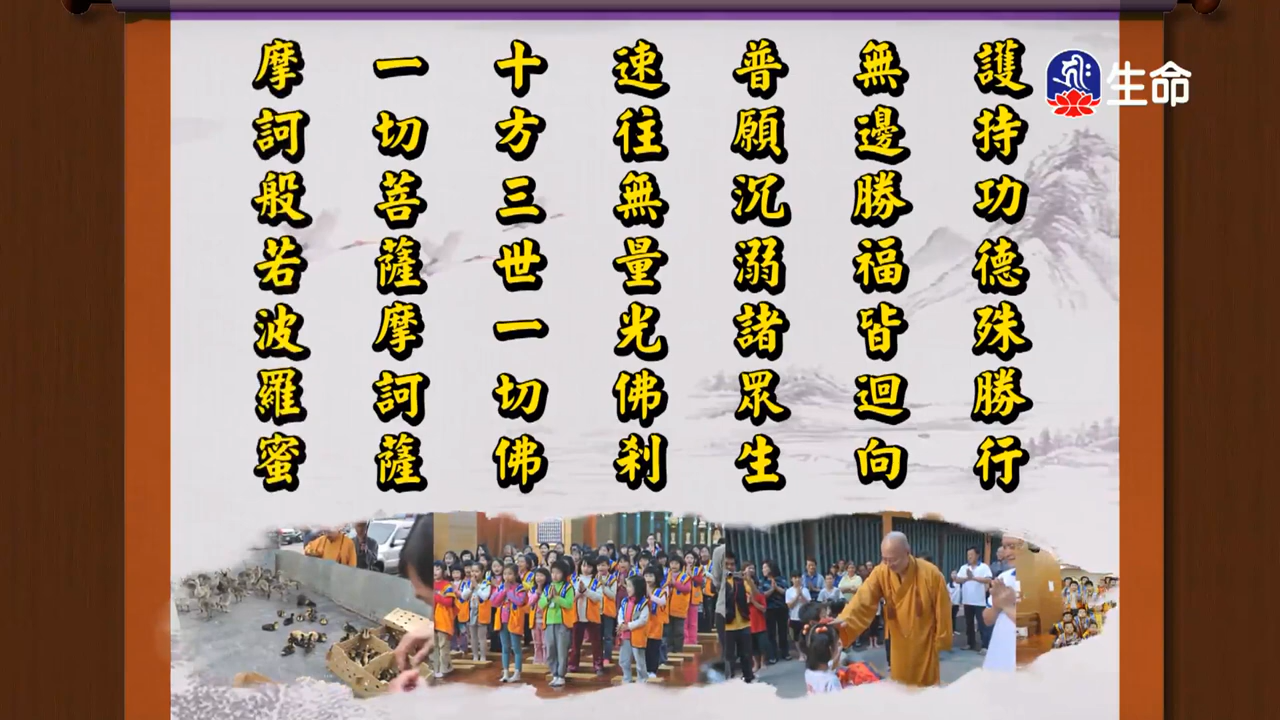 護持功德殊勝行
無邊勝福皆迴向
普願沉溺諸眾生
速往無量光佛剎
十方三世一切佛
一切菩薩摩訶薩
摩訶般若波羅蜜
生命